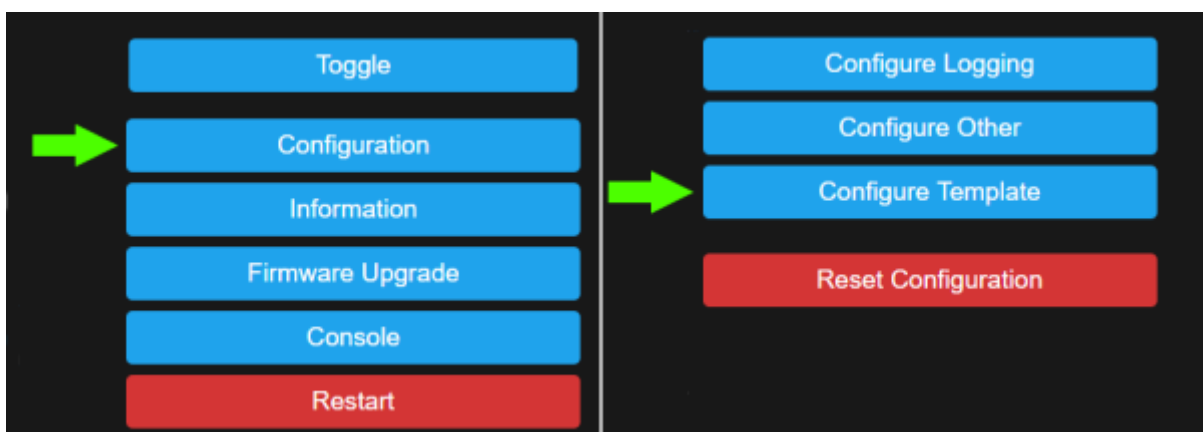 Toggle
Configuration
Information
Firmware Upgrade
Console
Restart
Configure Logging
Configure Other
Configure Template
Reset Configuration